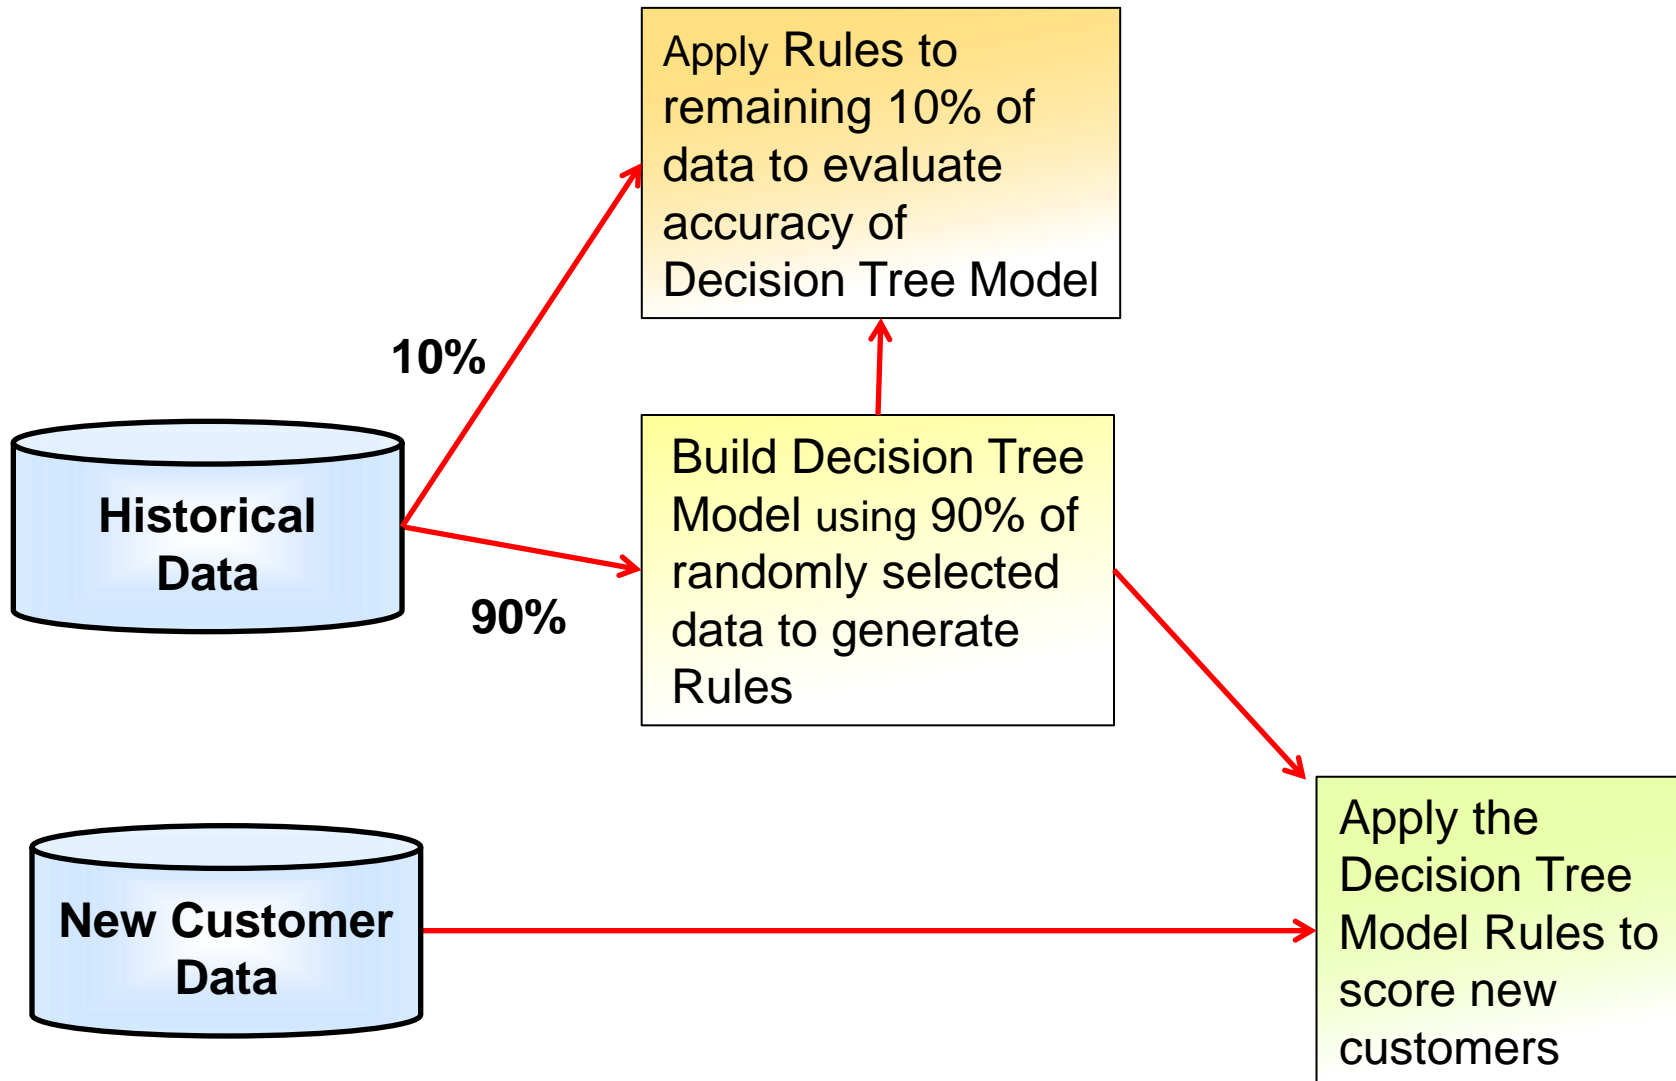 Apply Rules to
remaining 10% of
data to evaluate
accuracy of
Decision Tree Model
10%
Historical
Data
90%
Build Decision Tree
Model using 90% of
randomly selected
data to generate
Rules
New Customer
Data
Apply the
Decision Tree
Model Rules to
score new
customers